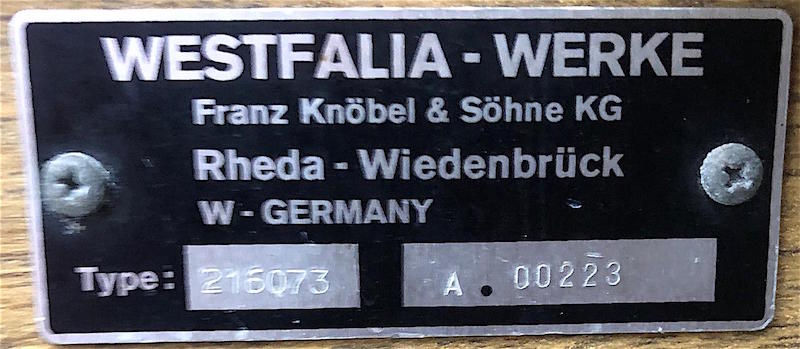 WESTFALIA - WERKE
Franz Knöbel & Söhne KG
Rheda - Wiedenbrück
W - GERMANY
Type: 216073 A . 00223